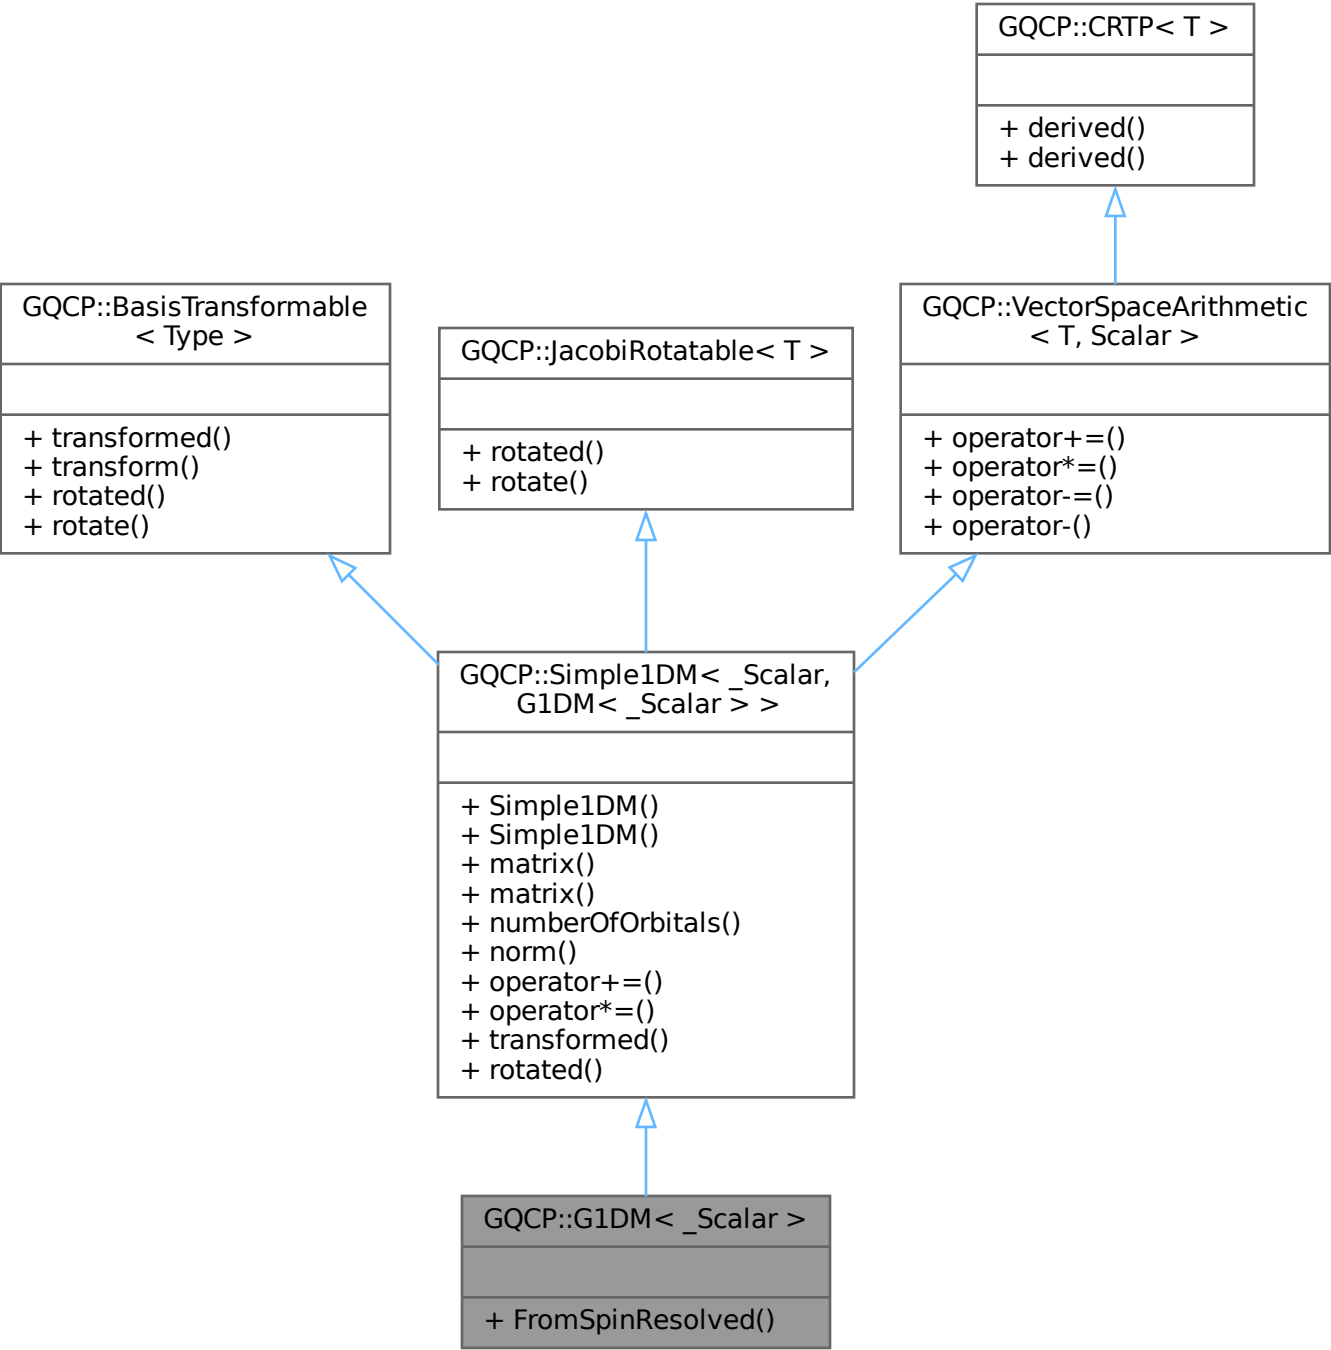 GQCP::CRTP< T >
+ derived()
+ derived()
GQCP::BasisTransformable
< Type >
+ transformed()
+ transform()
+ rotated()
+ rotate()
GQCP::JacobiRotatable< T >
+ rotated()
+ rotate()
GQCP::VectorSpaceArithmetic
< T, Scalar >
+ operator+=()
+ operator*=()
+ operator-=()
+ operator-()
GQCP::Simple1DM< _Scalar,
G1DM< _Scalar > >
+ Simple1DM()
+ Simple1DM()
+ matrix()
+ matrix()
+ numberOfOrbitals()
+ norm()
+ operator+=()
+ operator*=()
+ transformed()
+ rotated()
GQCP::G1DM< _Scalar >
+ FromSpinResolved()